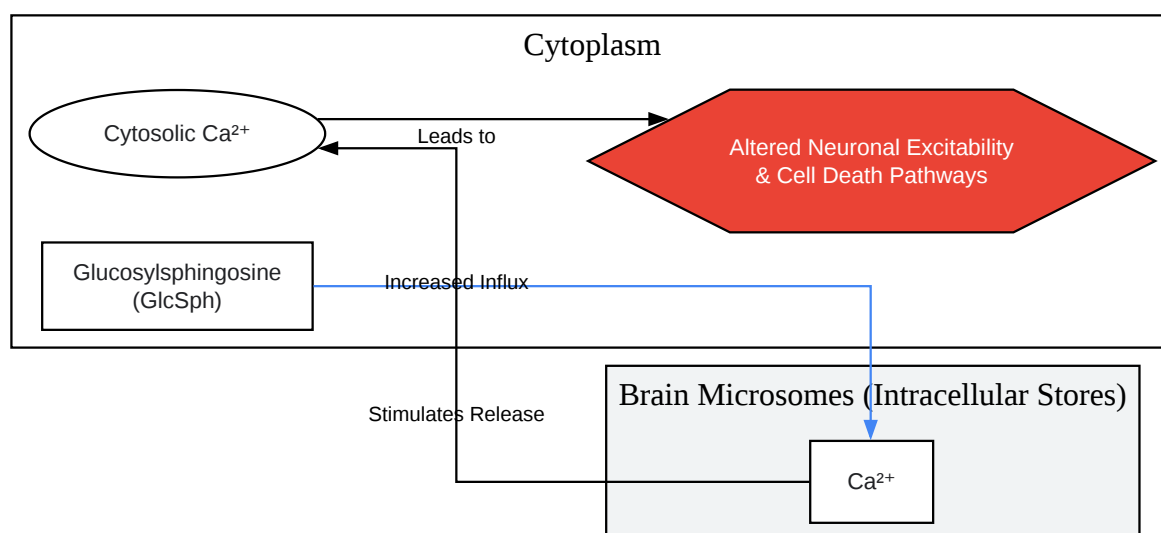 Cytoplasm
Cytosolic Ca²⁺
Leads to
Altered Neuronal Excitability
& Cell Death Pathways
Glucosylsphingosine
(GlcSph)
Increased Influx
Brain Microsomes (Intracellular Stores)
Stimulates Release
Ca²⁺